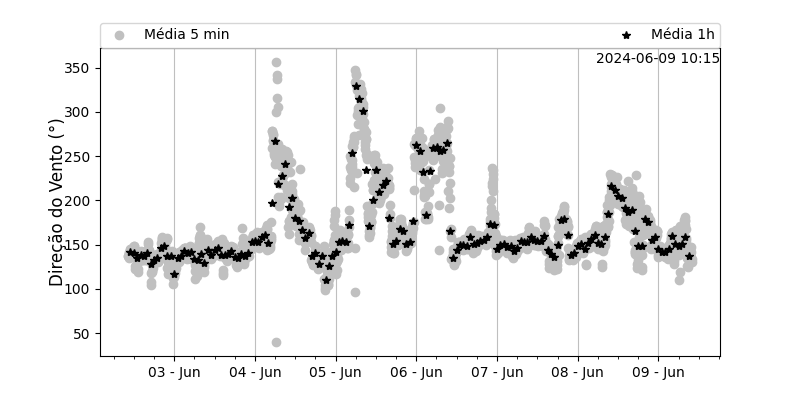 Média 5 min
Média 1h
2024-06-09 10:15
Direção do Vento (°)
350
300
250
200
150
100
50
03 - Jun
04 - Jun
05 - Jun
06 - Jun
07 - Jun
08 - Jun
09 - Jun